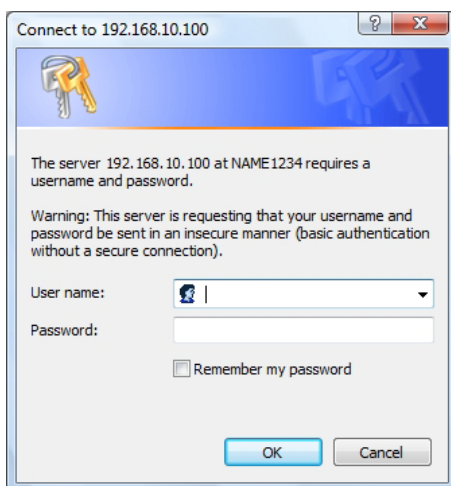 Connect to 192.168.10.100
The server 192.168.10.100 at NAME1234 requires a
username and password.
Warning: This server is requesting that your username and
password be sent in an insecure manner (basic authentication
without a secure connection).
User name:
Password:
Remember my password
OK Cancel